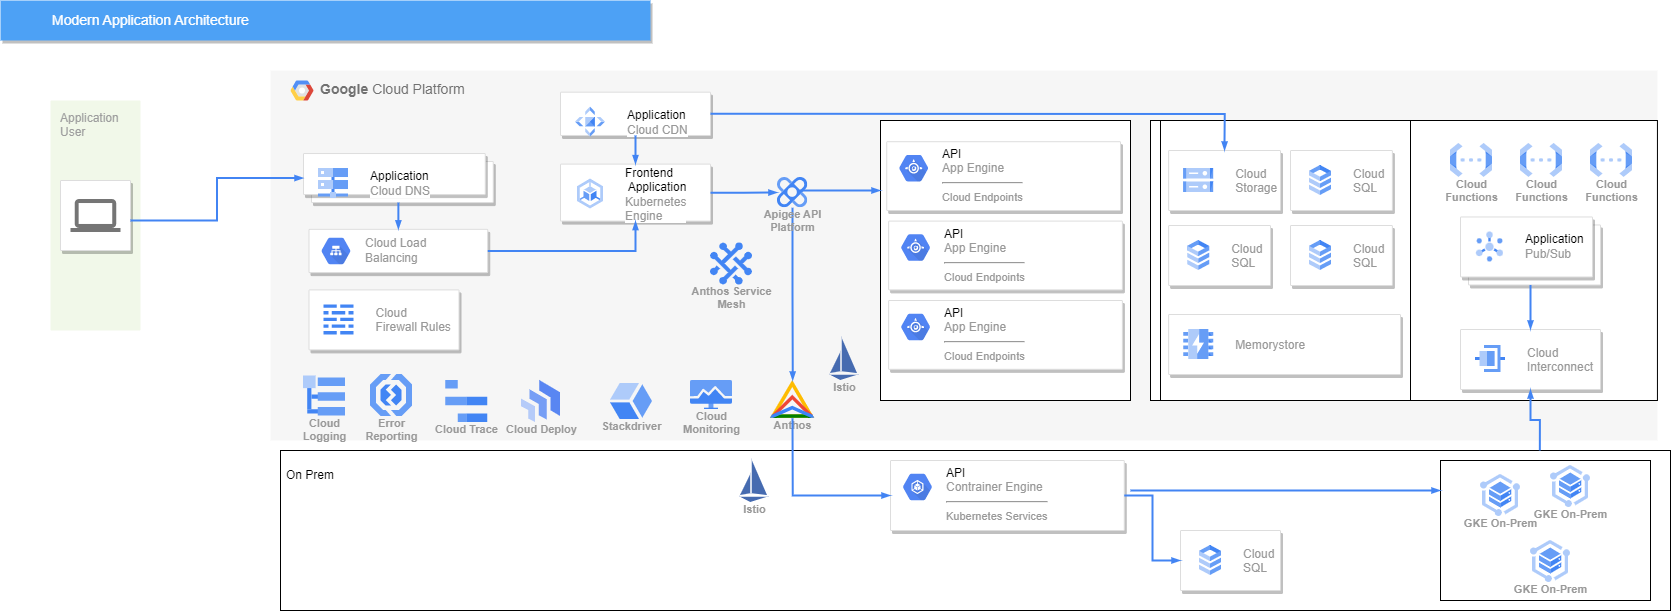 Modern Application Architecture
Application
User
Google Cloud Platform
Application
Cloud DNS
Cloud Load
Balancing
Cloud
Firewall Rules
Application
Cloud CDN
Frontend
Application
Kubernetes
Engine
Apigee API
Platform
Anthos Service
Mesh
Istio
Cloud
Logging
Error
Reporting
Cloud Trace
Cloud Deploy
Stackdriver
Cloud
Monitoring
Anthos
API
App Engine
Cloud Endpoints
API
App Engine
Cloud Endpoints
API
App Engine
Cloud Endpoints
Cloud
Storage
Cloud
SQL
Cloud
SQL
Cloud
SQL
Memorystore
Cloud
Functions
Cloud
Functions
Cloud
Functions
Application
Pub/Sub
Cloud
Interconnect
On Prem
Istio
API
Contrainer Engine
Kubernetes Services
Cloud
SQL
GKE On-Prem
GKE On-Prem
GKE On-Prem